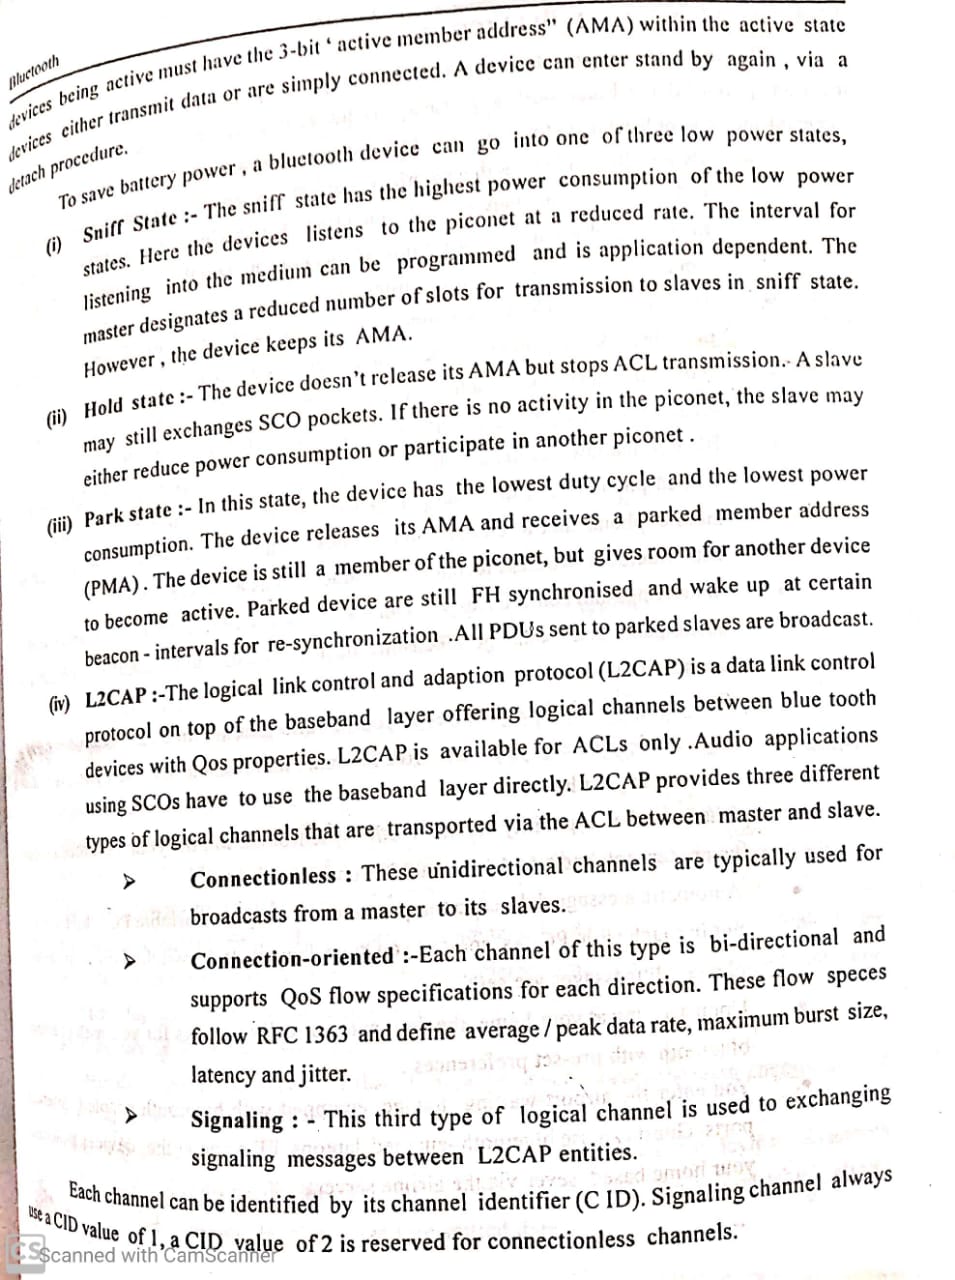 Bluetooth
devices being active must have the 3-bit ‘ active member address” (AMA) within the active state
devices either transmit data or are simply connected. A device can enter stand by again , via a
detach procedure.
To save battery power , a bluetooth device can go into one of three low power states,
(i) Sniff State :- The sniff state has the highest power consumption of the low power
states. Here the devices listens to the piconet at a reduced rate. The interval for
listening into the medium can be programmed and is application dependent. The
master designates a reduced number of slots for transmission to slaves in sniff state.
However , the device keeps its AMA.
(ii) Hold state :- The device doesn’t release its AMA but stops ACL transmission. A slave
may still exchanges SCO pockets. If there is no activity in the piconet, the slave may
either reduce power consumption or participate in another piconet .
(iii) Park state :- In this state, the device has the lowest duty cycle and the lowest power
consumption. The device releases its AMA and receives a parked member address
(PMA) . The device is still a member of the piconet, but gives room for another device
to become active. Parked device are still FH synchronised and wake up at certain
beacon - intervals for re-synchronization .All PDUs sent to parked slaves are broadcast.
(iv) L2CAP :-The logical link control and adaption protocol (L2CAP) is a data link control
protocol on top of the baseband layer offering logical channels between blue tooth
devices with Qos properties. L2CAP is available for ACLs only .Audio applications
using SCOs have to use the baseband layer directly. L2CAP provides three different
types of logical channels that are transported via the ACL between master and slave.
➢ Connectionless : These unidirectional channels are typically used for
broadcasts from a master to its slaves.
➢ Connection-oriented :-Each channel of this type is bi-directional and
supports QoS flow specifications for each direction. These flow speces
follow RFC 1363 and define average / peak data rate, maximum burst size,
latency and jitter.
➢ Signaling : - This third type of logical channel is used to exchanging
signaling messages between L2CAP entities.
Each channel can be identified by its channel identifier (C ID). Signaling channel always
use a CID value of 1, a CID value of 2 is reserved for connectionless channels.
CS Scanned with CamScanner